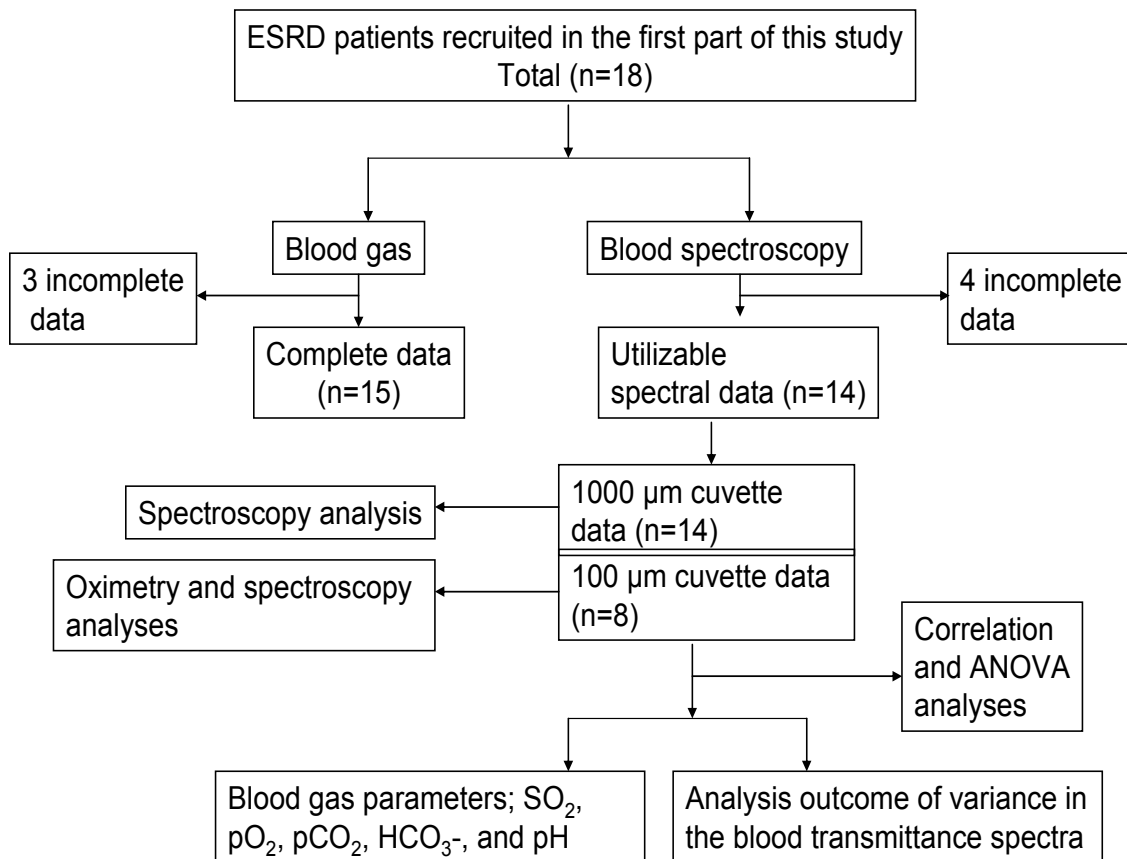 ESRD patients recruited in the first part of this study
Total (n=18)
Blood gas
Blood spectroscopy
3 incomplete
data
4 incomplete
data
Complete data
(n=15)
Utilizable
spectral data (n=14)
1000 µm cuvette
data (n=14)
Spectroscopy analysis
100 µm cuvette data
(n=8)
Oximetry and spectroscopy
analyses
Correlation
and ANOVA
analyses
Blood gas parameters; SO₂,
pO₂, pCO₂, HCO₃-, and pH
Analysis outcome of variance in
the blood transmittance spectra